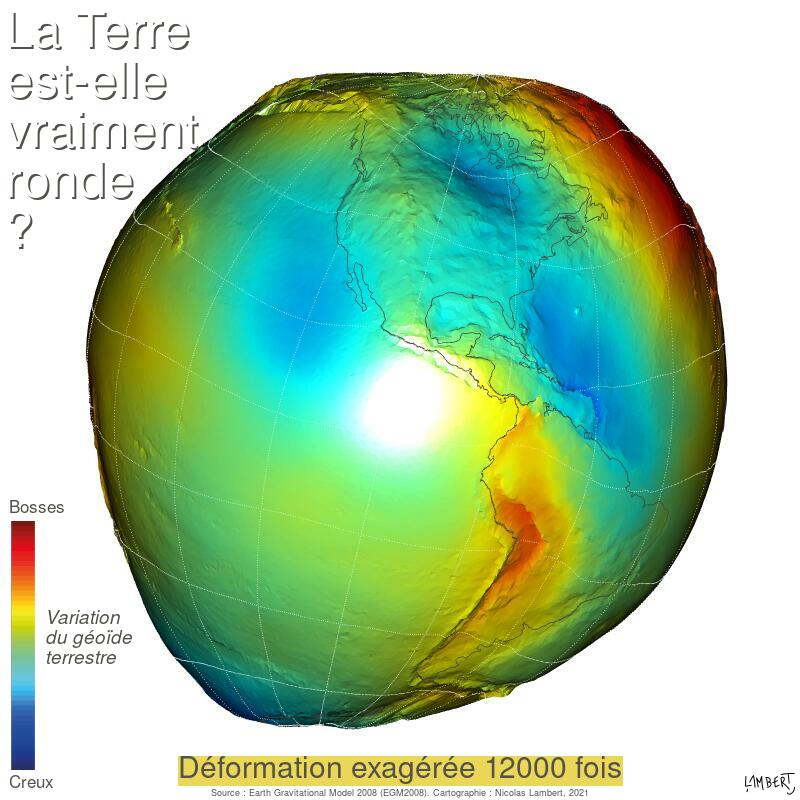 La Terre
est-elle
vraiment
ronde
?
Bosses
Variation
du géoïde
terrestre
Creux
Déformation exagérée 12000 fois
Source : Earth Gravitational Model 2008 (EGM2008). Cartographie : Nicolas Lambert, 2021
LAMBERT